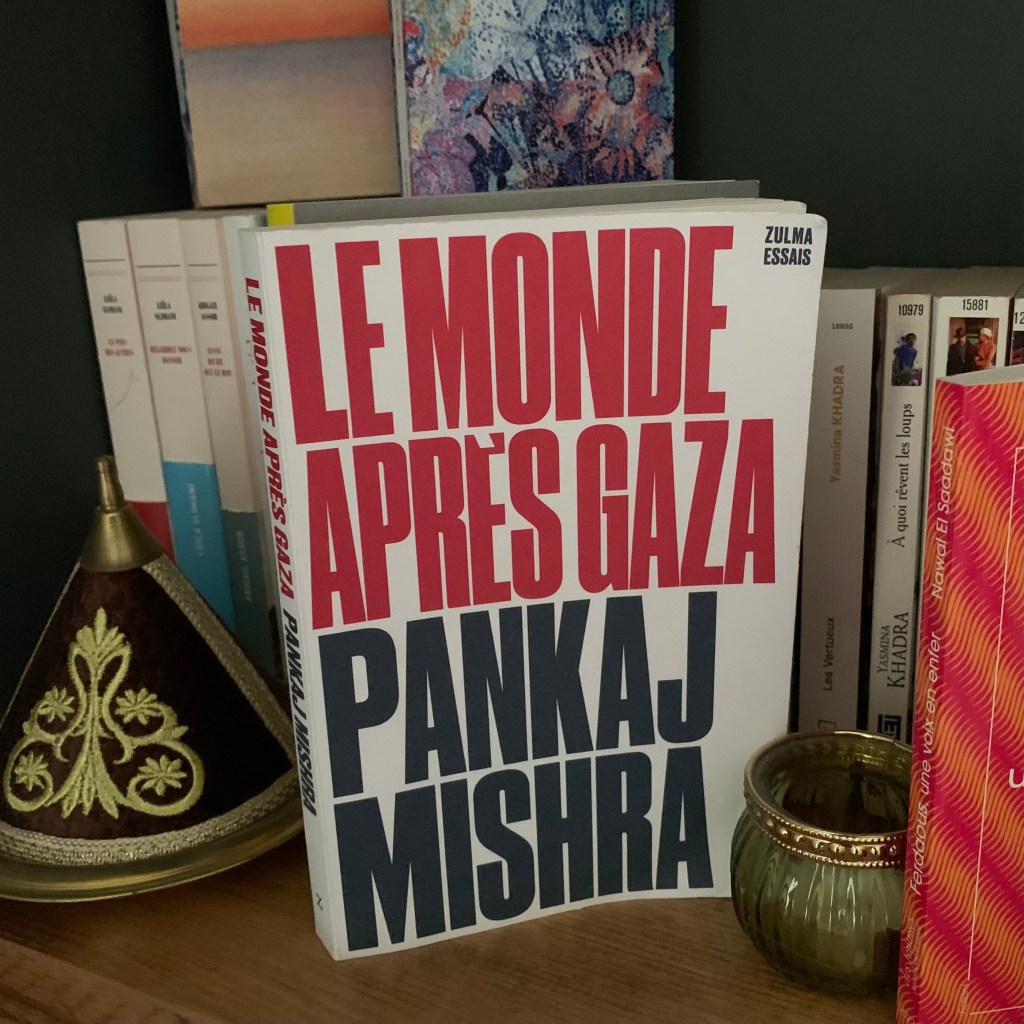 LE MONDE
APRÈS GAZA
PANKAJ
MISHRA
ZULMA
ESSAIS
LE MONDE APRÈS GAZA PANKAJ MISHRA
Z
18855
Yasmina KHADRA
Les Vertueux
10979
À quoi rêvent les loups
YASMINA
KHADRA
15881
Ferdaous, une voix en enfer Nawal El Saadawi